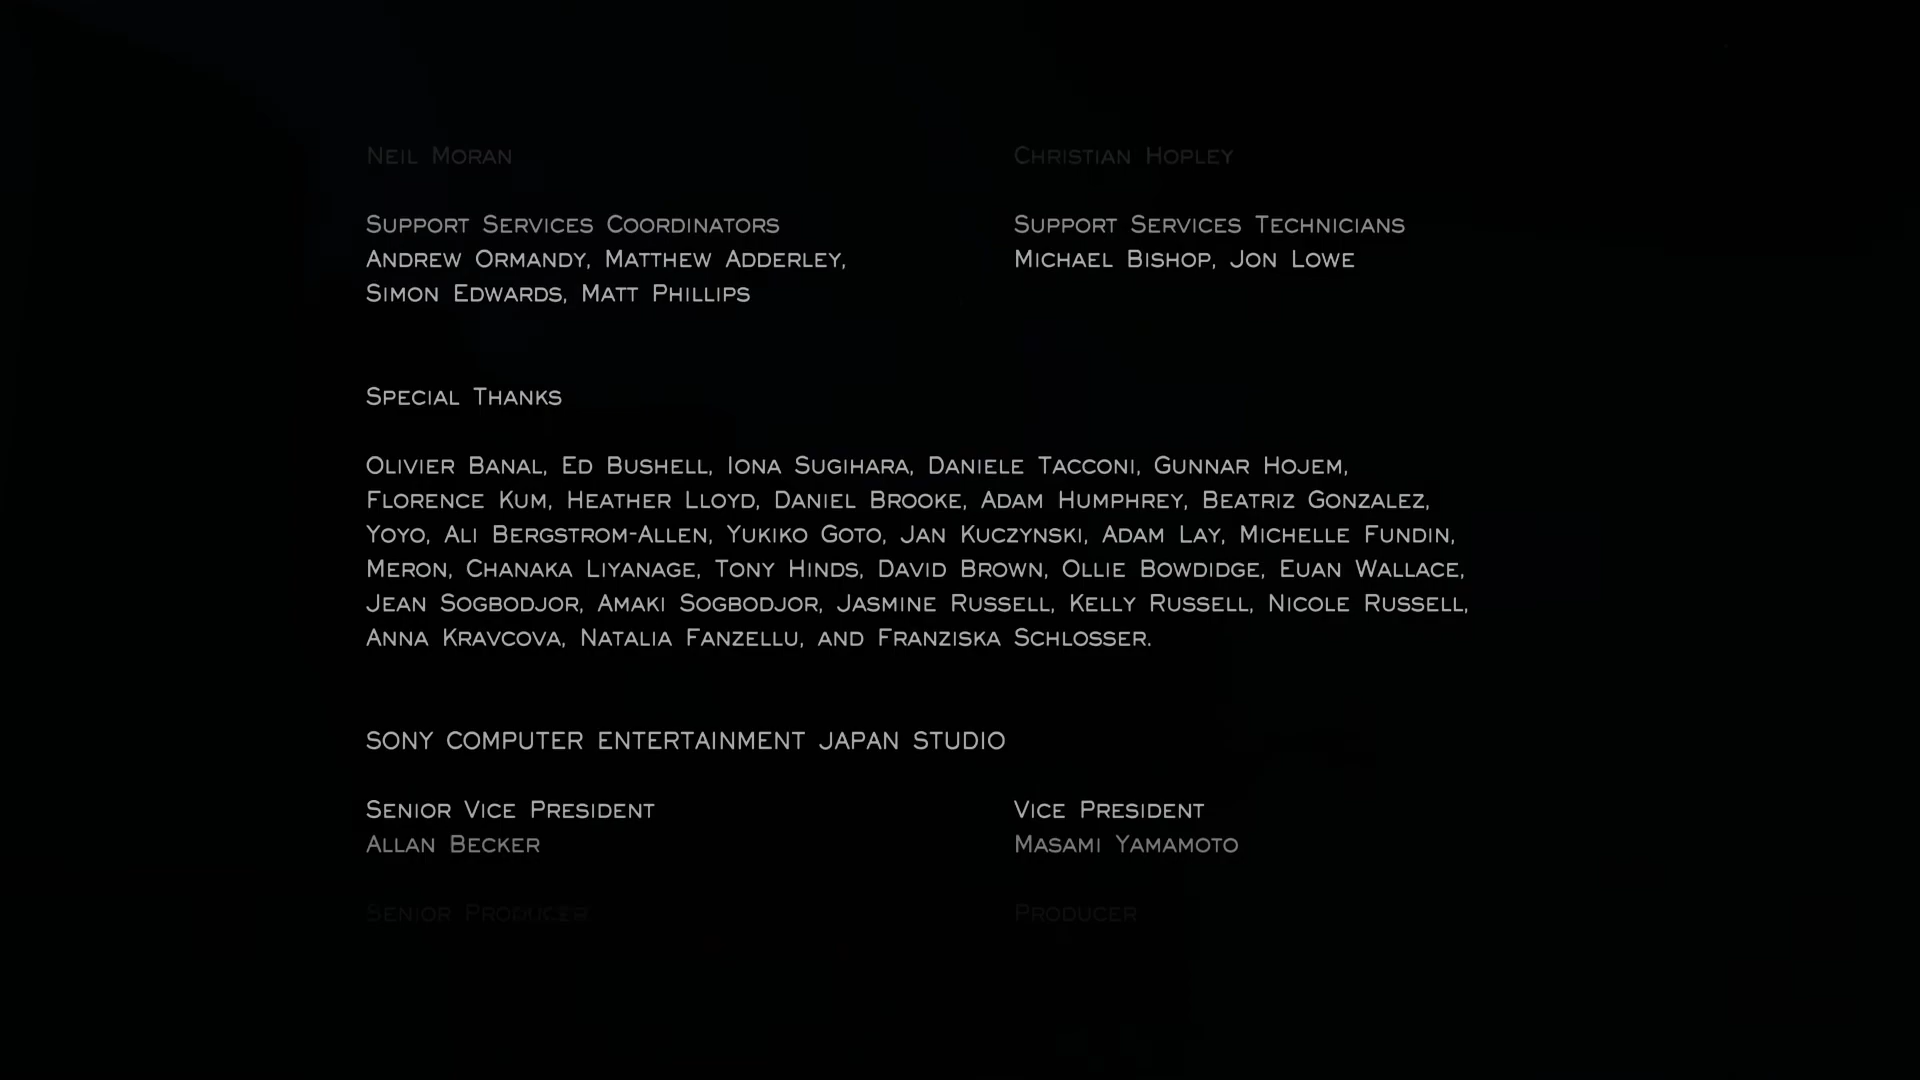 Neil Moran
Christian Hopley
Support Services Coordinators
Andrew Ormandy, Matthew Adderley,
Simon Edwards, Matt Phillips
Support Services Technicians
Michael Bishop, Jon Lowe
Special Thanks
Olivier Banal, Ed Bushell, Iona Sugihara, Daniele Tacconi, Gunnar Hojem,
Florence Kum, Heather Lloyd, Daniel Brooke, Adam Humphrey, Beatriz Gonzalez,
Yoyo, Ali Bergstrom-Allen, Yukiko Goto, Jan Kuczynski, Adam Lay, Michelle Fundin,
Meron, Chanaka Liyanage, Tony Hinds, David Brown, Ollie Bowdidge, Euan Wallace,
Jean Sogbodjor, Amaki Sogbodjor, Jasmine Russell, Kelly Russell, Nicole Russell,
Anna Kravcova, Natalia Fanzellu, and Franziska Schlosser.
SONY COMPUTER ENTERTAINMENT JAPAN STUDIO
Senior Vice President
Allan Becker
Vice President
Masami Yamamoto
Senior Producer
Producer